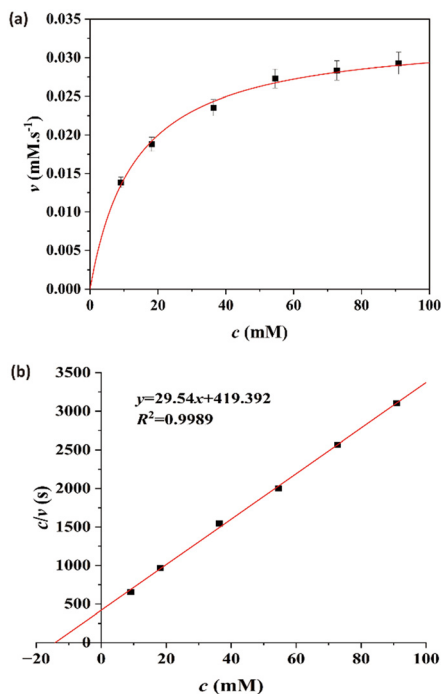 (a)
0.035
0.030
0.025
0.020
0.015
0.010
0.005
0.000
v (mM.s-1)
0 20 40 60 80 100
c (mM)
(b)
3500
3000
2500
2000
1500
1000
500
0
c/v (s)
y=29.54x+419.392
R²=0.9989
−20 0 20 40 60 80 100
c (mM)